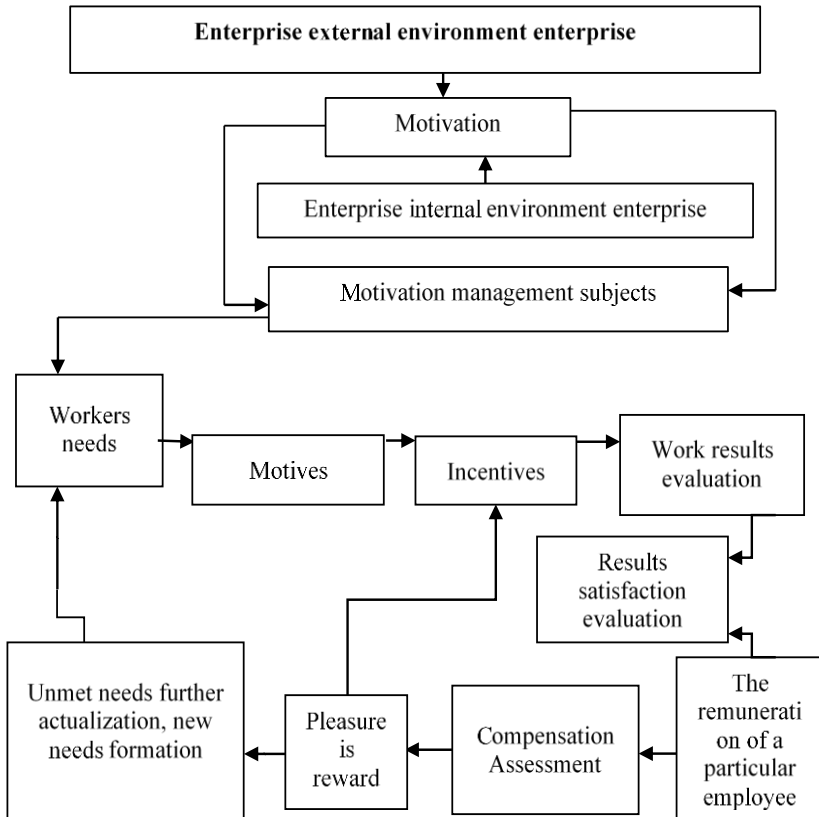 Enterprise external environment enterprise
Motivation
Enterprise internal environment enterprise
Motivation management subjects
Workers
needs
Motives
Incentives
Work results
evaluation
Results
satisfaction
evaluation
Unmet needs further
actualization, new
needs formation
Pleasure
is
reward
Compensation
Assessment
The
remunerati
on of a
particular
employee